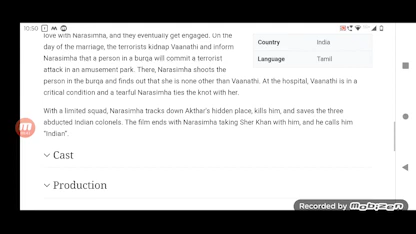 10:50
love with Narasimha, and they eventually get engaged. On the
day of the marriage, the terrorists kidnap Vaanathi and inform
Narasimha that a person in a burqa will commit a terrorist
attack in an amusement park. There, Narasimha shoots the
person in the burqa and finds out that she is none other than Vaanathi. At the hospital, Vaanathi is in a
critical condition and a tearful Narasimha ties the knot with her.
Country India
Language Tamil
With a limited squad, Narasimha tracks down Akthar's hidden place, kills him, and saves the three
abducted Indian colonels. The film ends with Narasimha taking Sher Khan with him, and he calls him
"Indian".
Cast
Production
Recorded by Mobizen